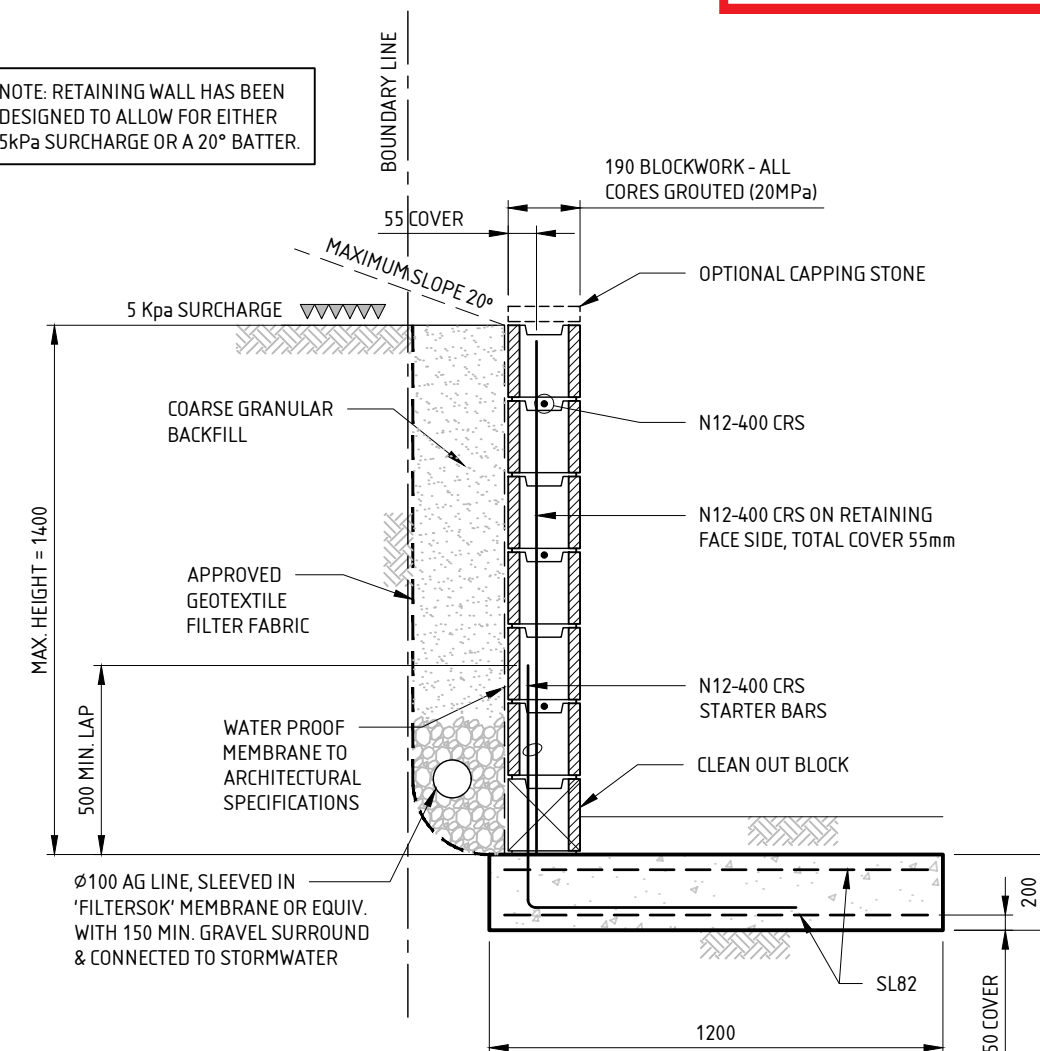 NOTE: RETAINING WALL HAS BEEN
DESIGNED TO ALLOW FOR EITHER
5kPa SURCHARGE OR A 20° BATTER.
BOUNDARY LINE
190 BLOCKWORK - ALL
CORES GROUTED (20MPa)
55 COVER
MAXIMUM SLOPE 20°
OPTIONAL CAPPING STONE
5 Kpa SURCHARGE
COARSE GRANULAR
BACKFILL
N12-400 CRS
N12-400 CRS ON RETAINING
FACE SIDE, TOTAL COVER 55mm
MAX. HEIGHT = 1400
APPROVED
GEOTEXTILE
FILTER FABRIC
500 MIN. LAP
N12-400 CRS
STARTER BARS
WATER PROOF
MEMBRANE TO
ARCHITECTURAL
SPECIFICATIONS
CLEAN OUT BLOCK
Ø100 AG LINE, SLEEVED IN
'FILTERSOK' MEMBRANE OR EQUIV.
WITH 150 MIN. GRAVEL SURROUND
& CONNECTED TO STORMWATER
200
SL82
50 COVER
1200